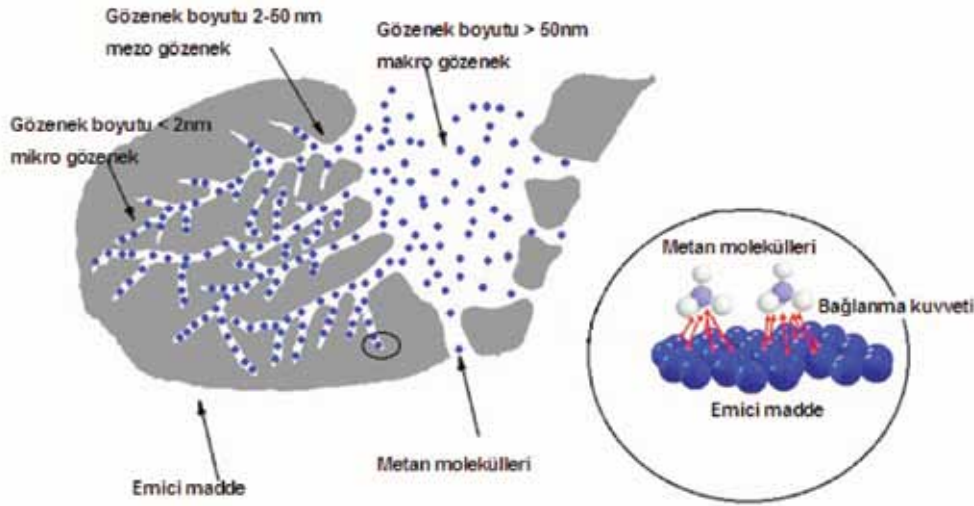 Gözenek boyutu 2-50 nm
mezo gözenek
Gözenek boyutu > 50nm
makro gözenek
Gözenek boyutu < 2nm
mikro gözenek
Metan molekülleri
Bağlanma kuvveti
Emici madde
Metan molekülleri
Emici madde